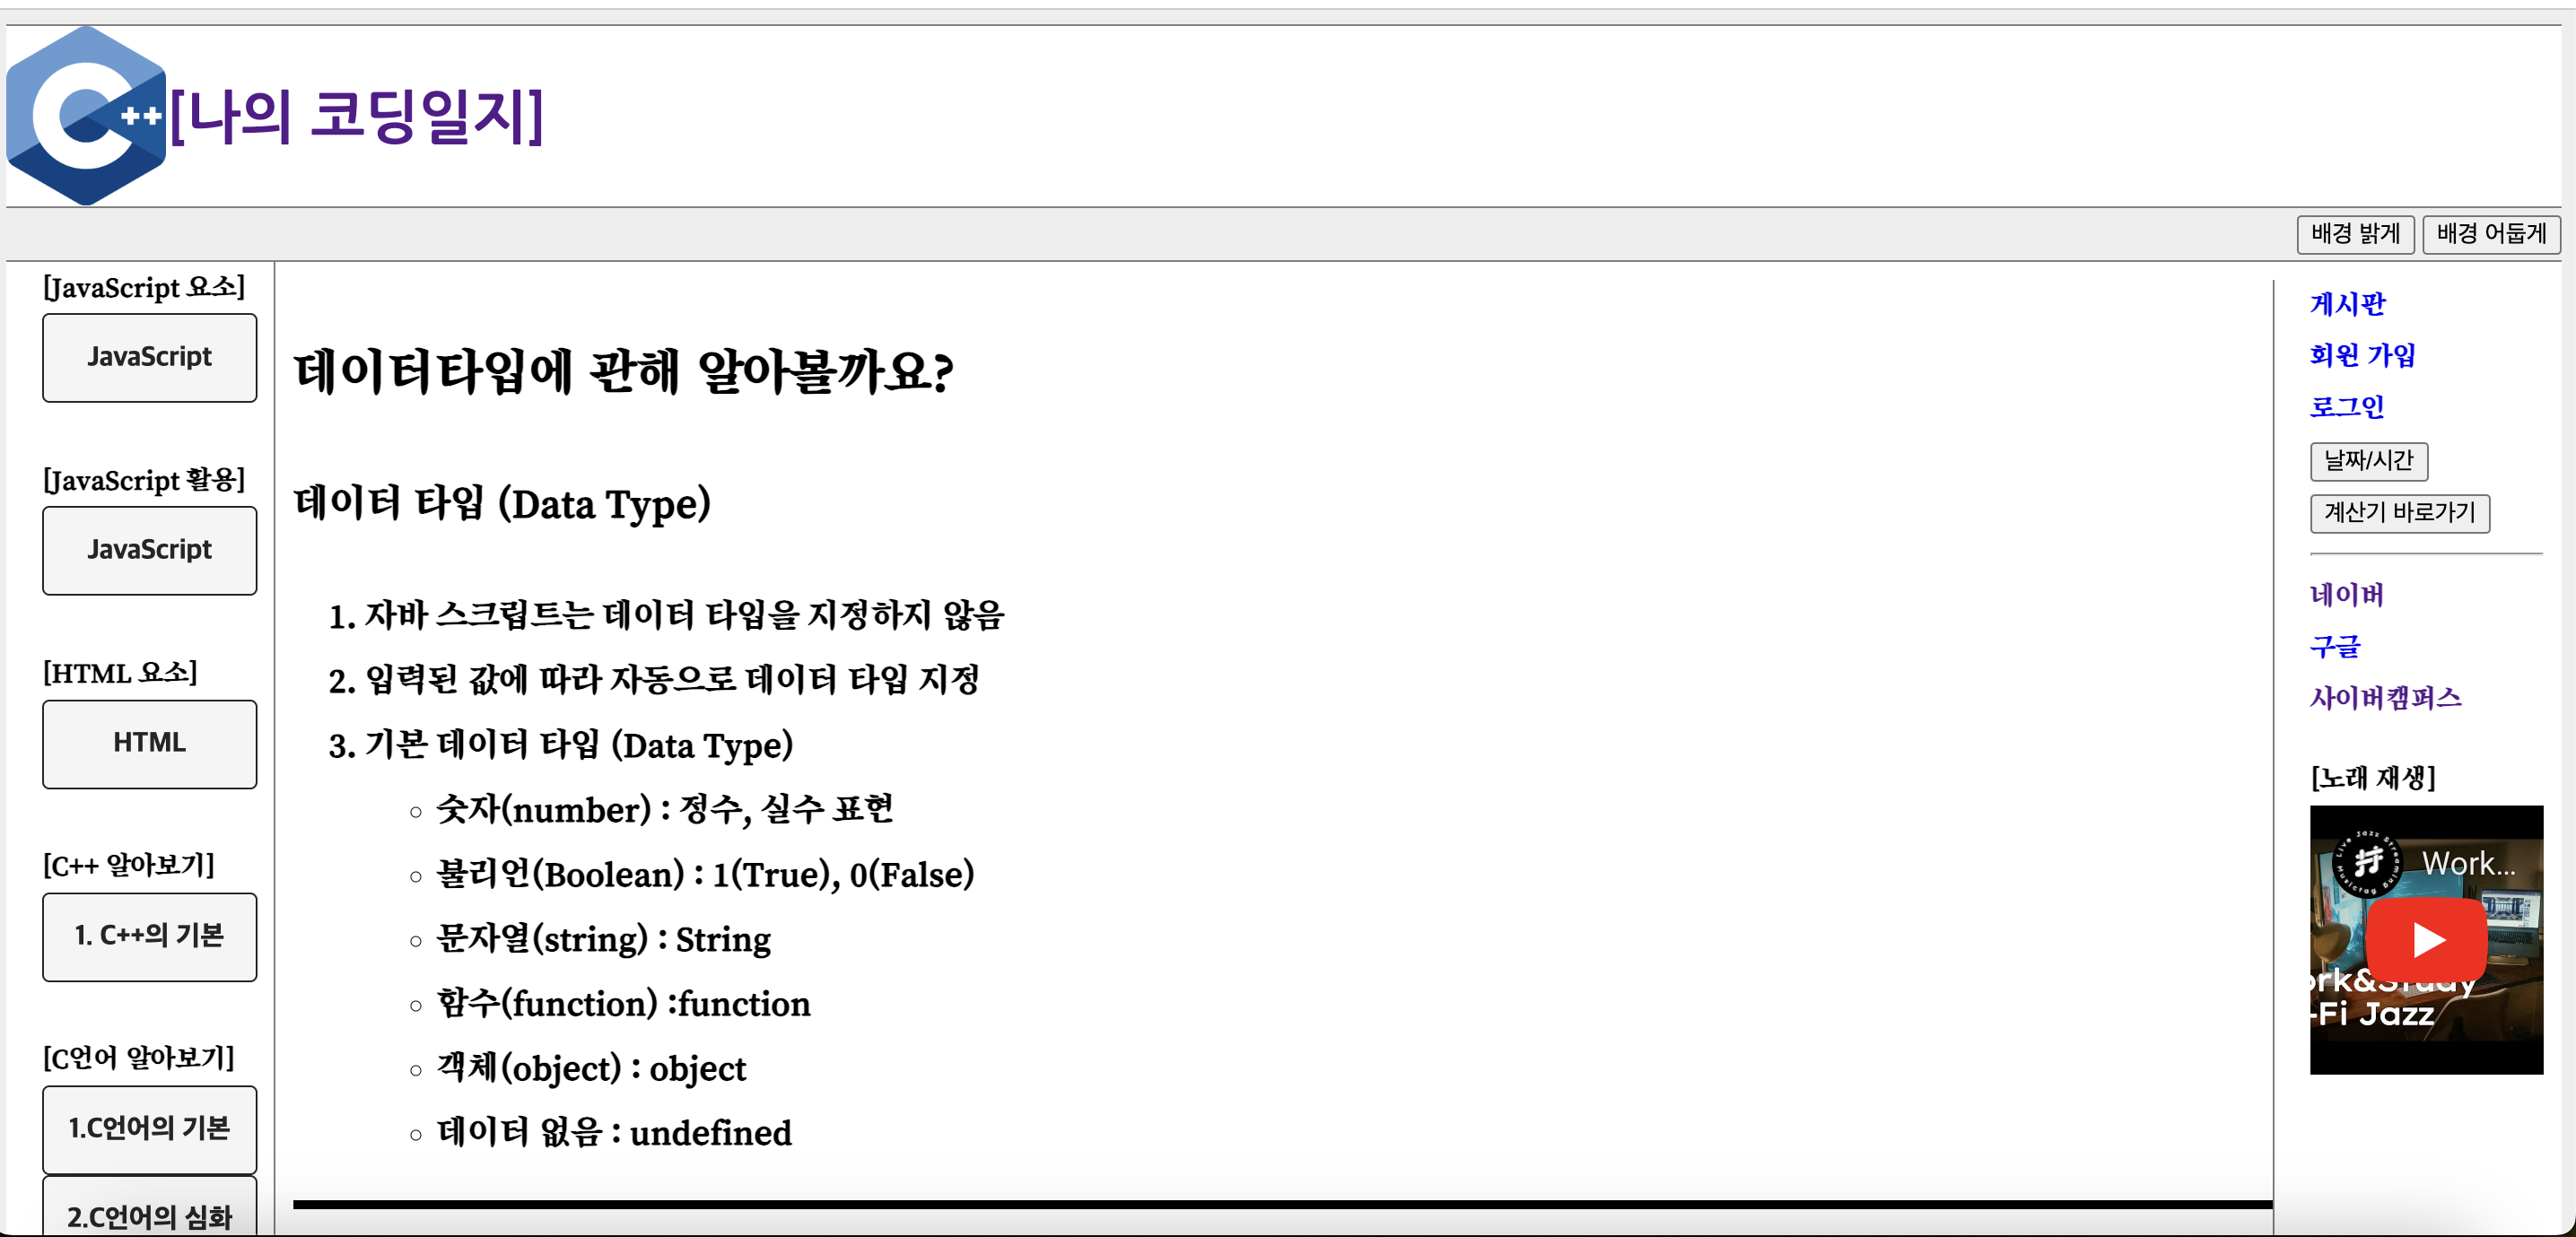 C++
[나의 코딩일지]
배경 밝게 배경 어둡게
[JavaScript 요소]
JavaScript
[JavaScript 활용]
JavaScript
[HTML 요소]
HTML
[C++ 알아보기]
1. C++의 기본
[C언어 알아보기]
1.C언어의 기본
2.C언어의 심화
데이터타입에 관해 알아볼까요?
데이터 타입 (Data Type)
1. 자바 스크립트는 데이터 타입을 지정하지 않음
2. 입력된 값에 따라 자동으로 데이터 타입 지정
3. 기본 데이터 타입 (Data Type)
숫자(number) : 정수, 실수 표현
불리언(Boolean) : 1(True), 0(False)
문자열(string) : String
함수(function) :function
객체(object) : object
데이터 없음 : undefined
게시판
회원 가입
로그인
날짜/시간
계산기 바로가기
네이버
구글
사이버캠퍼스
[노래 재생]
Live Jazz Stream
Work...
ork&Study
-Fi Jazz